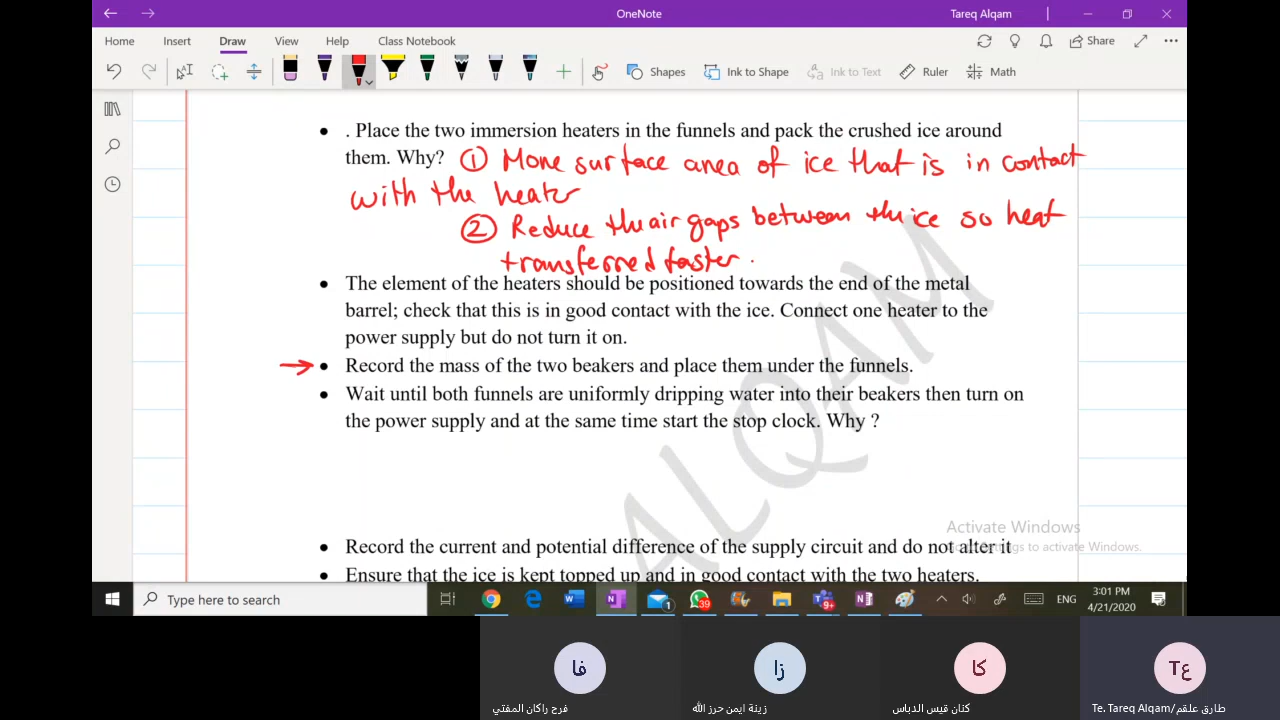 OneNote
Tareq Alqam
Home Insert Draw View Help Class Notebook
Share
Shapes Ink to Shape Ink to Text Ruler Math
. Place the two immersion heaters in the funnels and pack the crushed ice around
them. Why? ① More surface area of ice that is in contact
with the heater
② Reduce the air gaps between the ice so heat
transferred faster.
The element of the heaters should be positioned towards the end of the metal
barrel; check that this is in good contact with the ice. Connect one heater to the
power supply but do not turn it on.
→ Record the mass of the two beakers and place them under the funnels.
Wait until both funnels are uniformly dripping water into their beakers then turn on
the power supply and at the same time start the stop clock. Why ?
ALQAM
Activate Windows
Record the current and potential difference of the supply circuit and do not alter it
to activate Windows.
Ensure that the ice is kept topped up and in good contact with the two heaters.
Type here to search
1
39
9+
ENG
3:01 PM
4/21/2020
فا
زا
كا
Tع
فرح راكان المفتي
زينة ايمن حرز الله
كنان قيس الدباس
Te. Tareq Alqam/طارق علقم